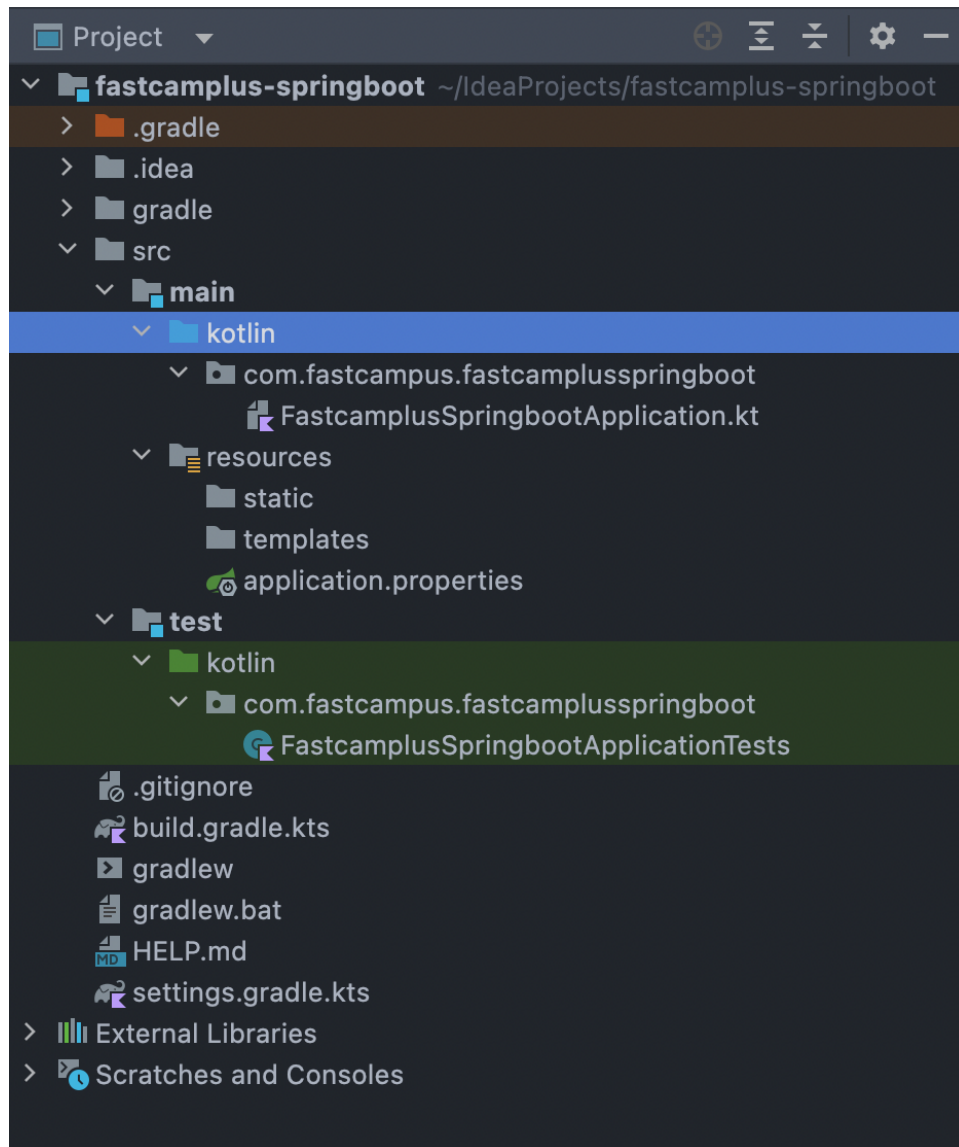 Project
fastcamplus-springboot ~/IdeaProjects/fastcamplus-springboot
.gradle
.idea
gradle
src
main
kotlin
com.fastcampus.fastcamplusspringboot
FastcamplusSpringbootApplication.kt
resources
static
templates
application.properties
test
kotlin
com.fastcampus.fastcamplusspringboot
FastcamplusSpringbootApplicationTests
.gitignore
build.gradle.kts
gradlew
gradlew.bat
MD HELP.md
settings.gradle.kts
External Libraries
Scratches and Consoles